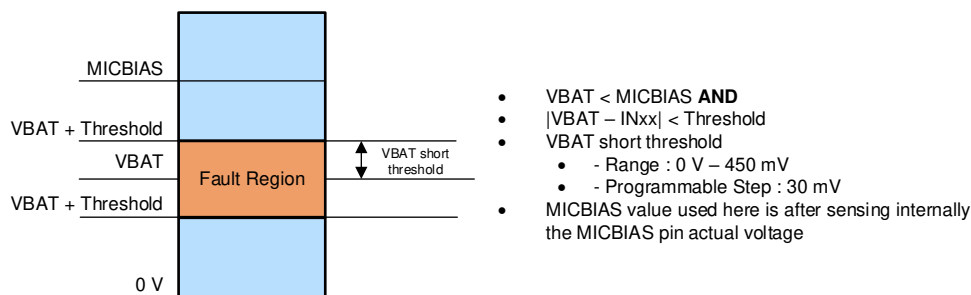 MICBIAS
VBAT + Threshold
VBAT
VBAT + Threshold
0 V
Fault Region
VBAT short
threshold
• VBAT < MICBIAS AND
• |VBAT – INxx| < Threshold
• VBAT short threshold
• - Range : 0 V – 450 mV
• - Programmable Step : 30 mV
• MICBIAS value used here is after sensing internally
the MICBIAS pin actual voltage